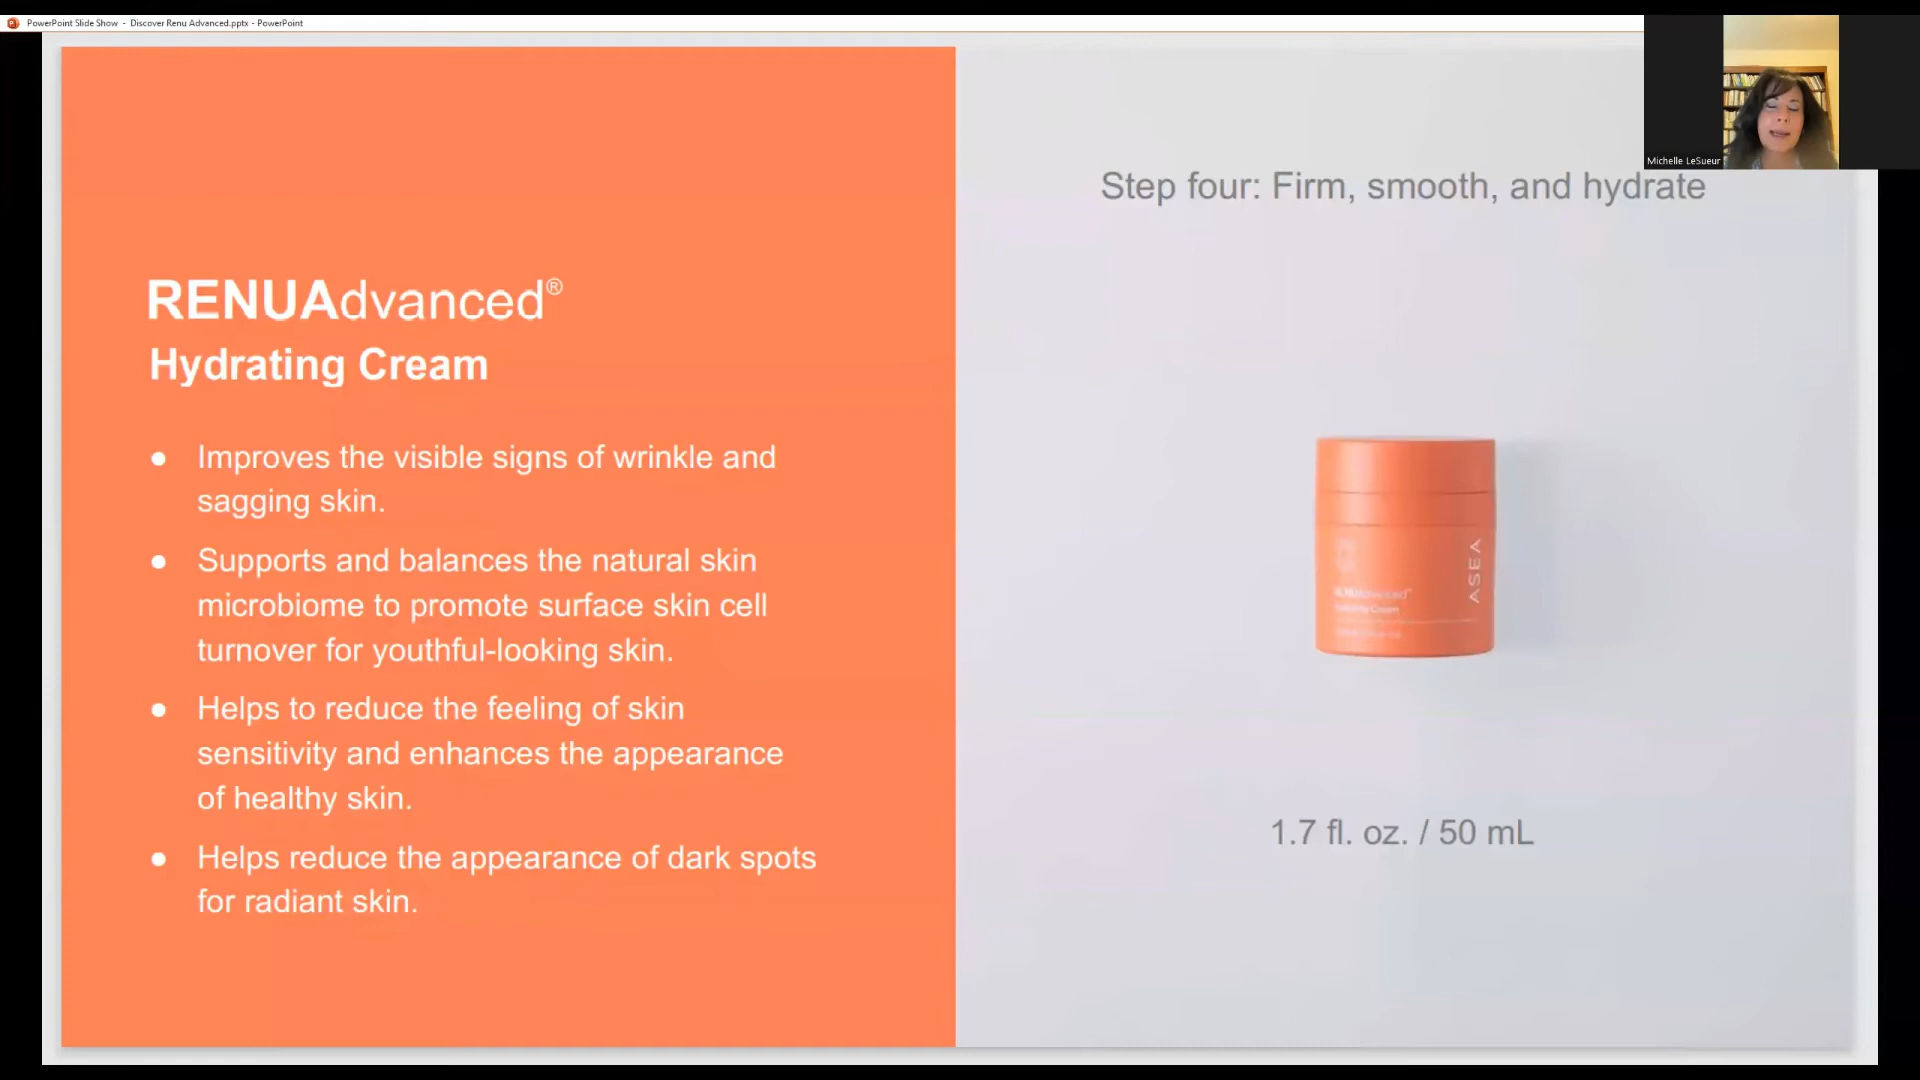 PowerPoint Slide Show - Discover Renu Advanced.pptx - PowerPoint
Michelle LeSueur
Step four: Firm, smooth, and hydrate
RENUAdvanced®
Hydrating Cream
● Improves the visible signs of wrinkle and
sagging skin.
● Supports and balances the natural skin
microbiome to promote surface skin cell
turnover for youthful-looking skin.
● Helps to reduce the feeling of skin
sensitivity and enhances the appearance
of healthy skin.
● Helps reduce the appearance of dark spots
for radiant skin.
ASEA
RENUAdvanced™
Hydrating Cream
1.7 fl. oz. / 50 mL